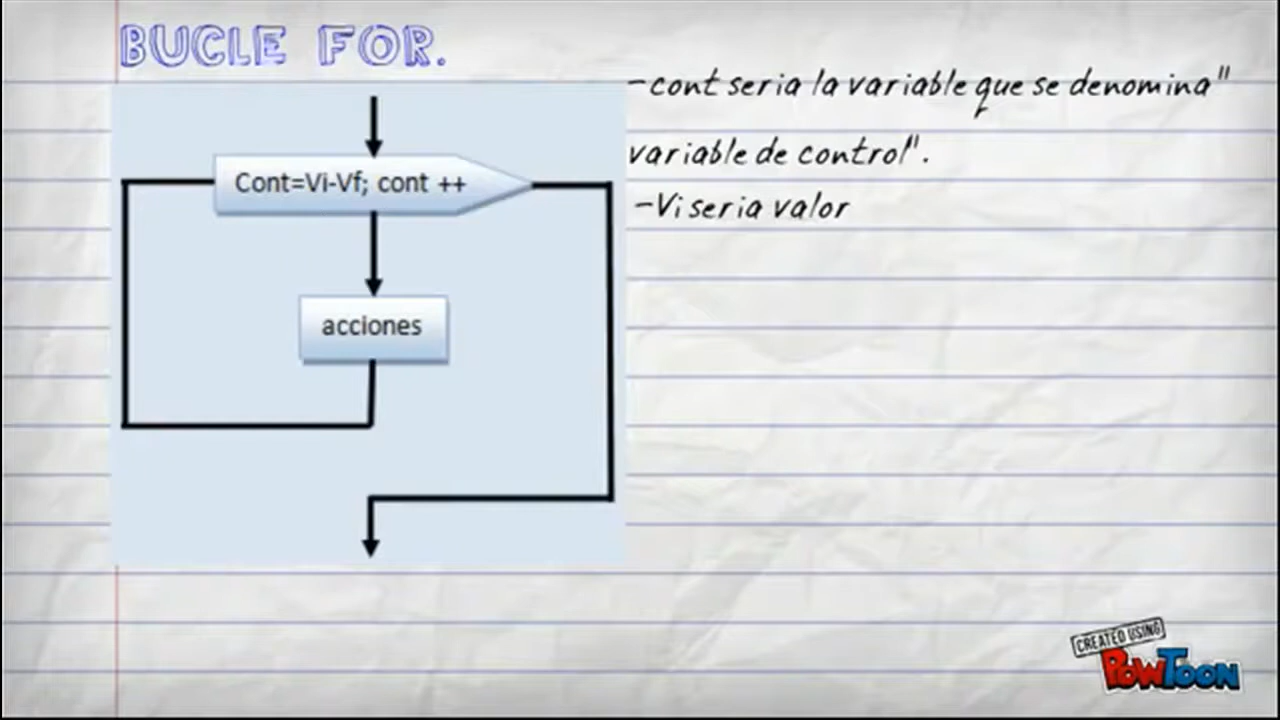 BUCLE FOR.
-cont seria la variable que se denomina"
variable de control".
-Vi seria valor
Cont=Vi-Vf; cont ++
acciones
CREATED USING
POWTOON